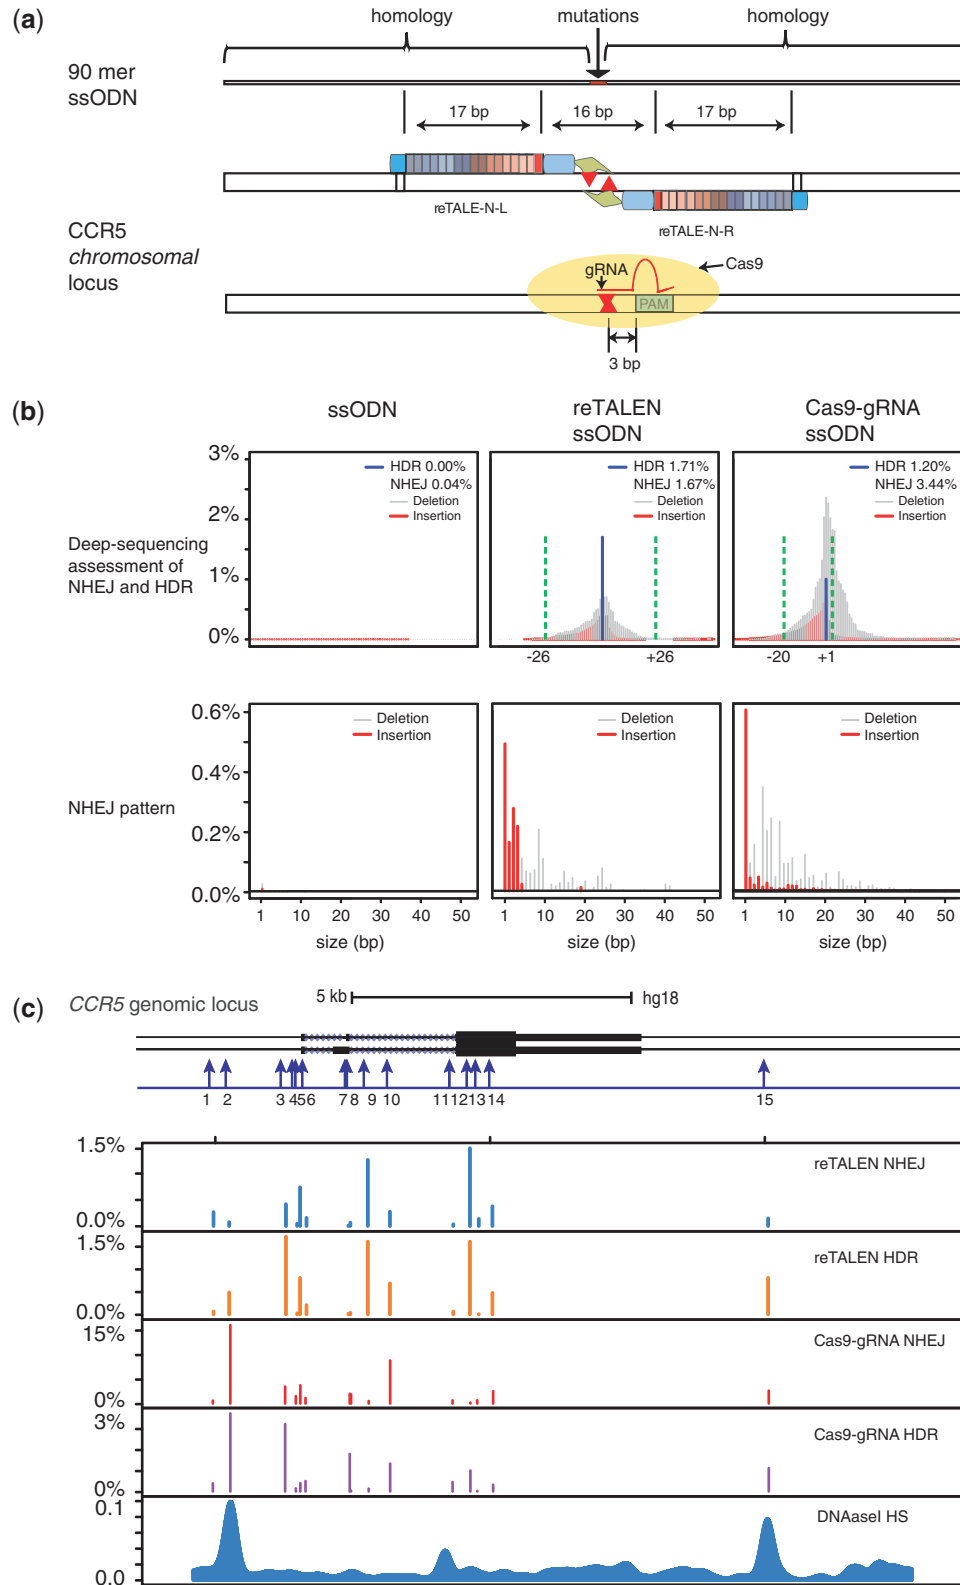 (a)
homology
mutations
homology
90 mer
ssODN
17 bp
16 bp
17 bp
reTALE-N-L
reTALE-N-R
CCR5
chromosomal
locus
gRNA
Cas9
PAM
3 bp
(b)
ssODN
reTALEN
ssODN
Cas9-gRNA
ssODN
Deep-sequencing
assessment of
NHEJ and HDR
3%
2%
1%
0%
HDR 0.00%
NHEJ 0.04%
Deletion
Insertion
HDR 1.71%
NHEJ 1.67%
Deletion
Insertion
-26
+26
HDR 1.20%
NHEJ 3.44%
Deletion
Insertion
-20
+1
NHEJ pattern
0.6%
0.4%
0.2%
0.0%
Deletion
Insertion
Deletion
Insertion
Deletion
Insertion
1 10 20 30 40 50
1 10 20 30 40 50
1 10 20 30 40 50
size (bp)
size (bp)
size (bp)
(c)
CCR5 genomic locus
5 kb
hg18
1 2 3 4 5 6 7 8 9 10 11 12 13 14 15
1.5%
0.0%
reTALEN NHEJ
1.5%
0.0%
reTALEN HDR
15%
0%
Cas9-gRNA NHEJ
3%
0%
Cas9-gRNA HDR
0.1
0.0
DNAaseI HS